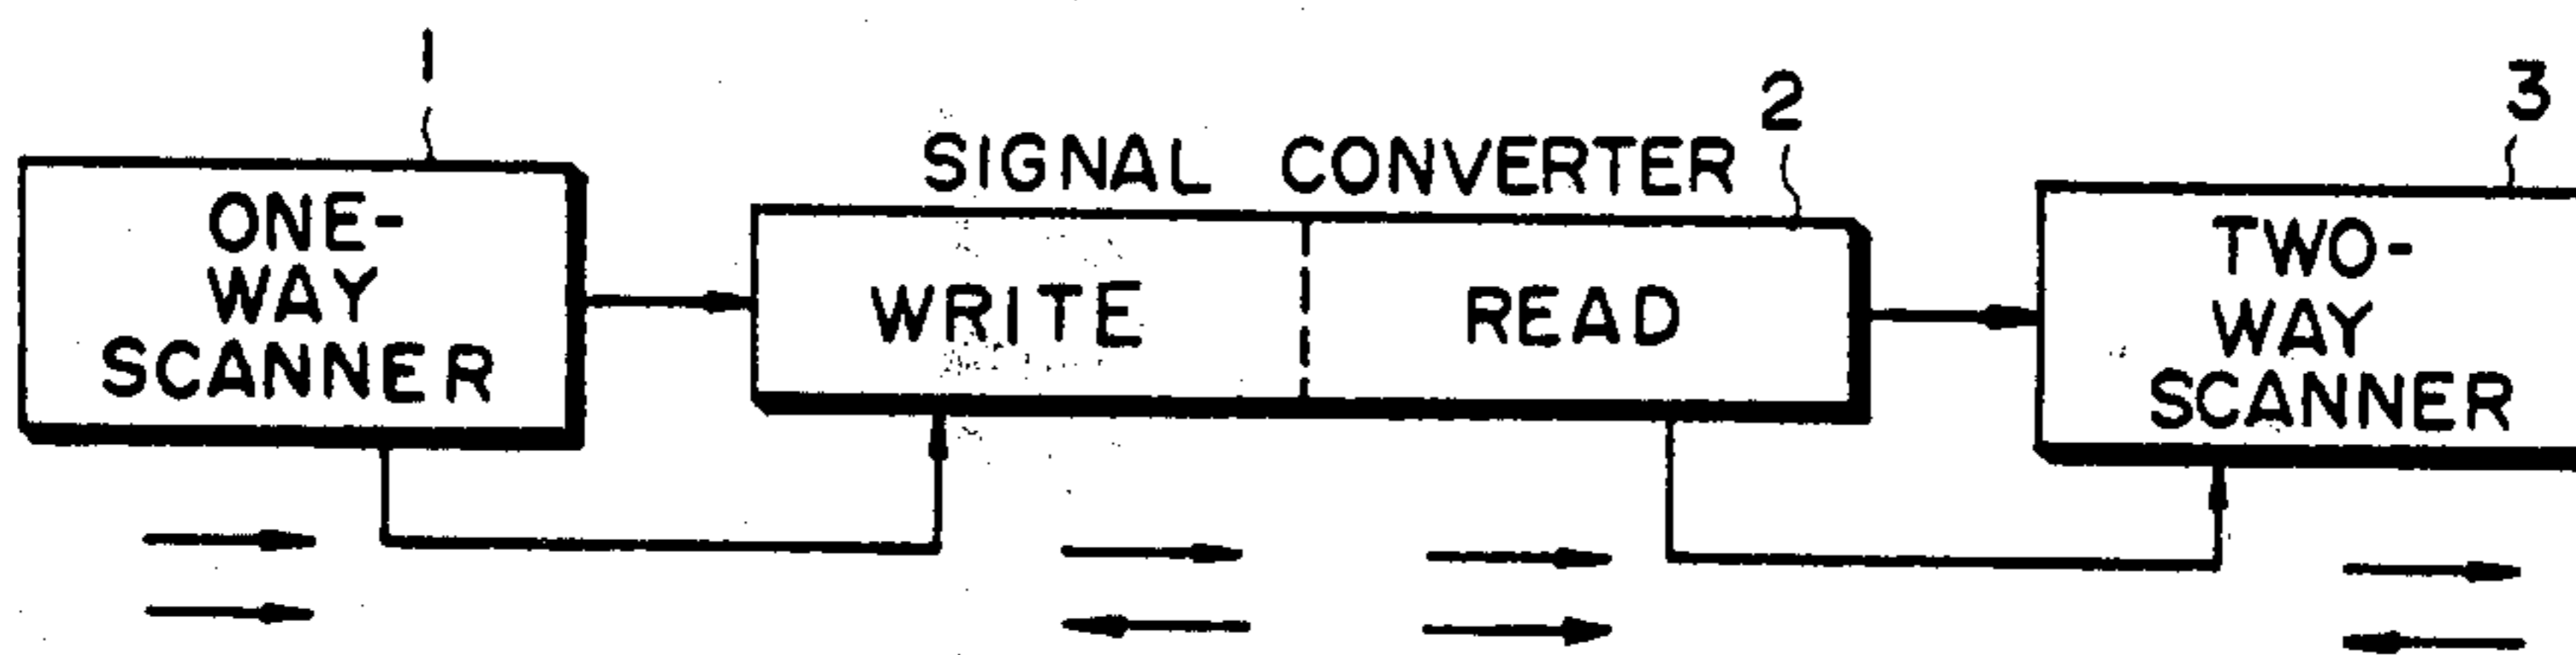 1
ONE-
WAY
SCANNER
SIGNAL CONVERTER
2
WRITE
READ
3
TWO-
WAY
SCANNER